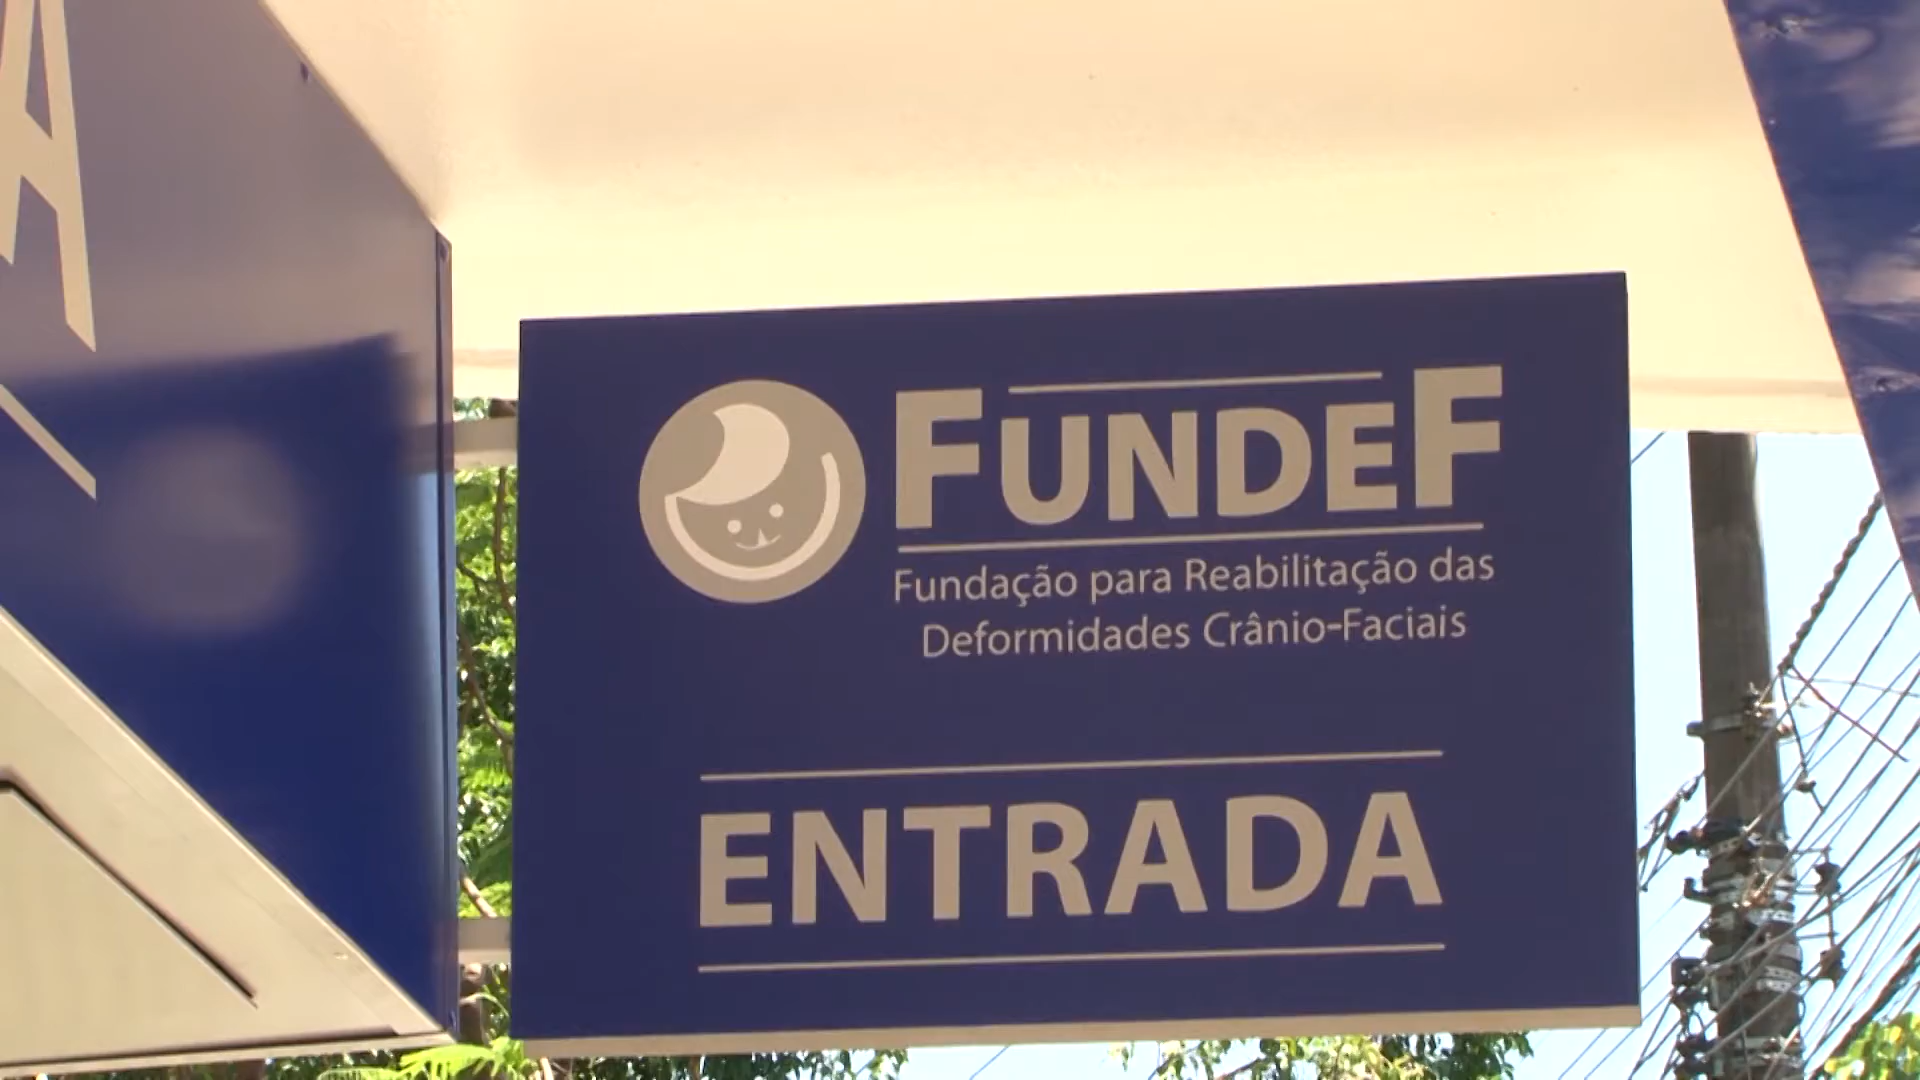 A
FUNDEF
Fundação para Reabilitação das
Deformidades Crânio-Faciais
ENTRADA